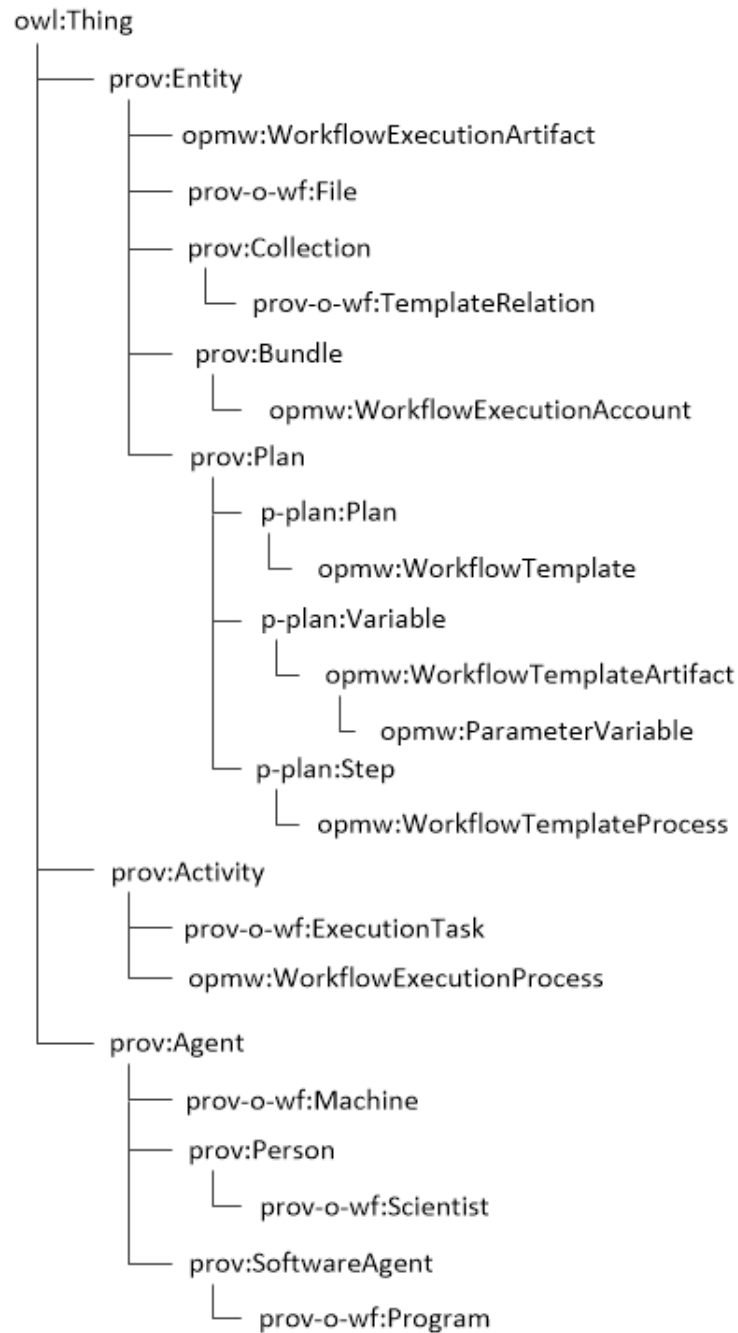 owl:Thing
prov:Entity
opmw:WorkflowExecutionArtifact
prov-o-wf:File
prov:Collection
prov-o-wf:TemplateRelation
prov:Bundle
opmw:WorkflowExecutionAccount
prov:Plan
p-plan:Plan
opmw:WorkflowTemplate
p-plan:Variable
opmw:WorkflowTemplateArtifact
opmw:ParameterVariable
p-plan:Step
opmw:WorkflowTemplateProcess
prov:Activity
prov-o-wf:ExecutionTask
opmw:WorkflowExecutionProcess
prov:Agent
prov-o-wf:Machine
prov:Person
prov-o-wf:Scientist
prov:SoftwareAgent
prov-o-wf:Program